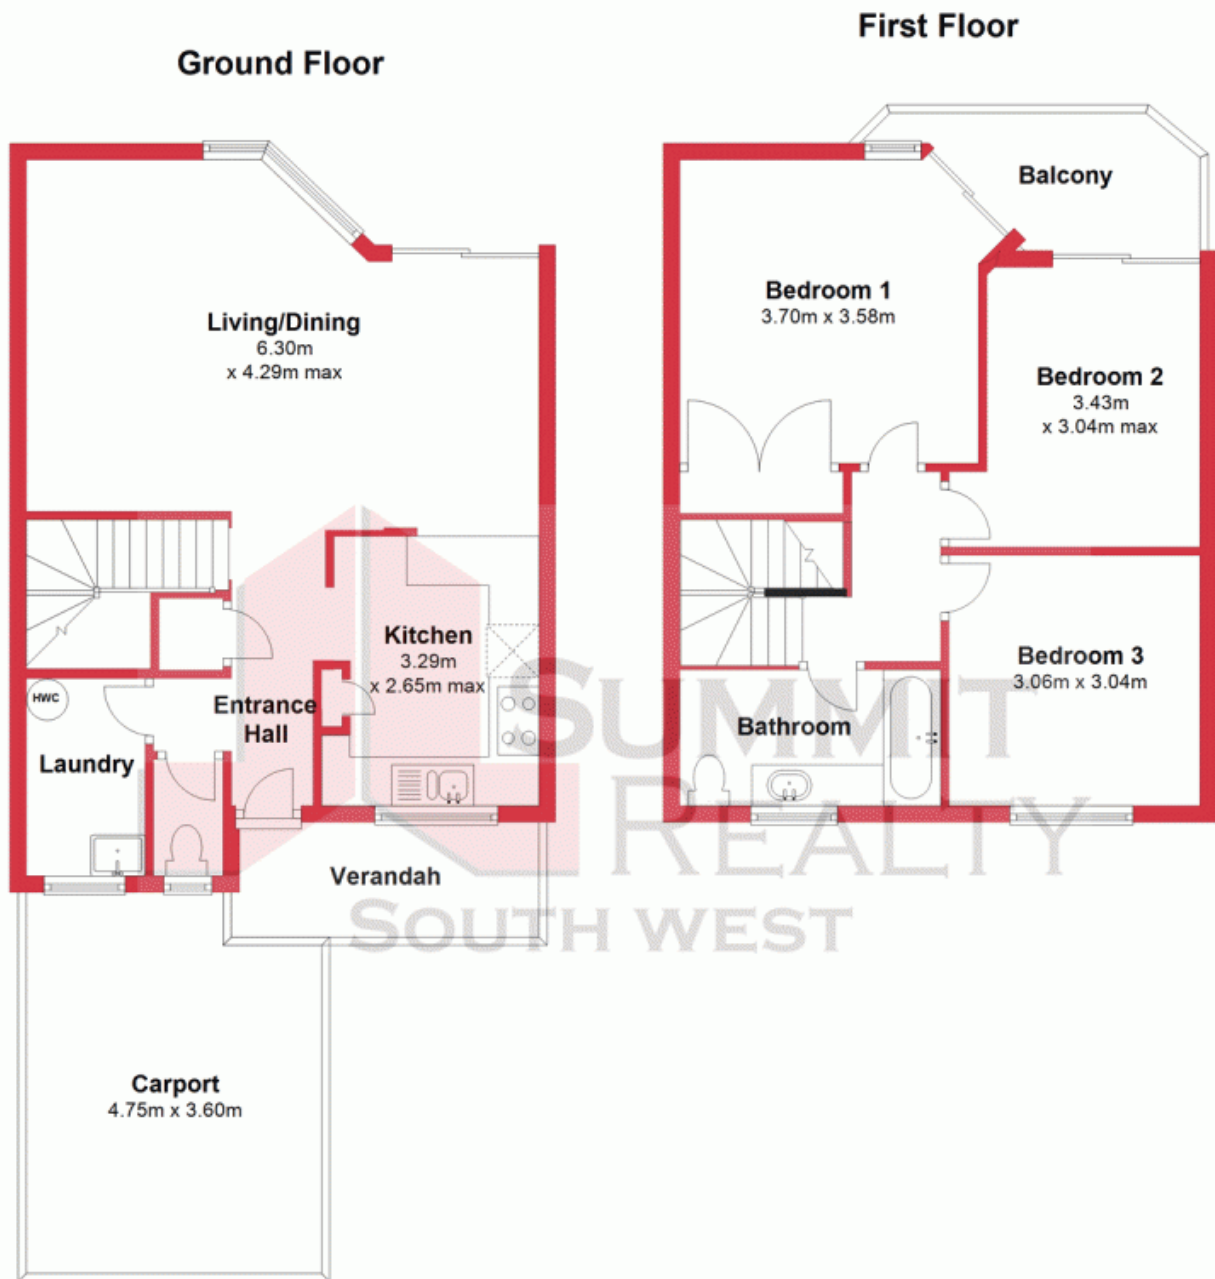 Ground Floor
First Floor
Living/Dining
6.30m
x 4.29m max
Kitchen
3.29m
x 2.65m max
Entrance
Hall
HWC
Laundry
Verandah
Carport
4.75m x 3.60m
Balcony
Bedroom 1
3.70m x 3.58m
Bedroom 2
3.43m
x 3.04m max
Bedroom 3
3.06m x 3.04m
Bathroom
SUMMIT
REALTY
SOUTH WEST